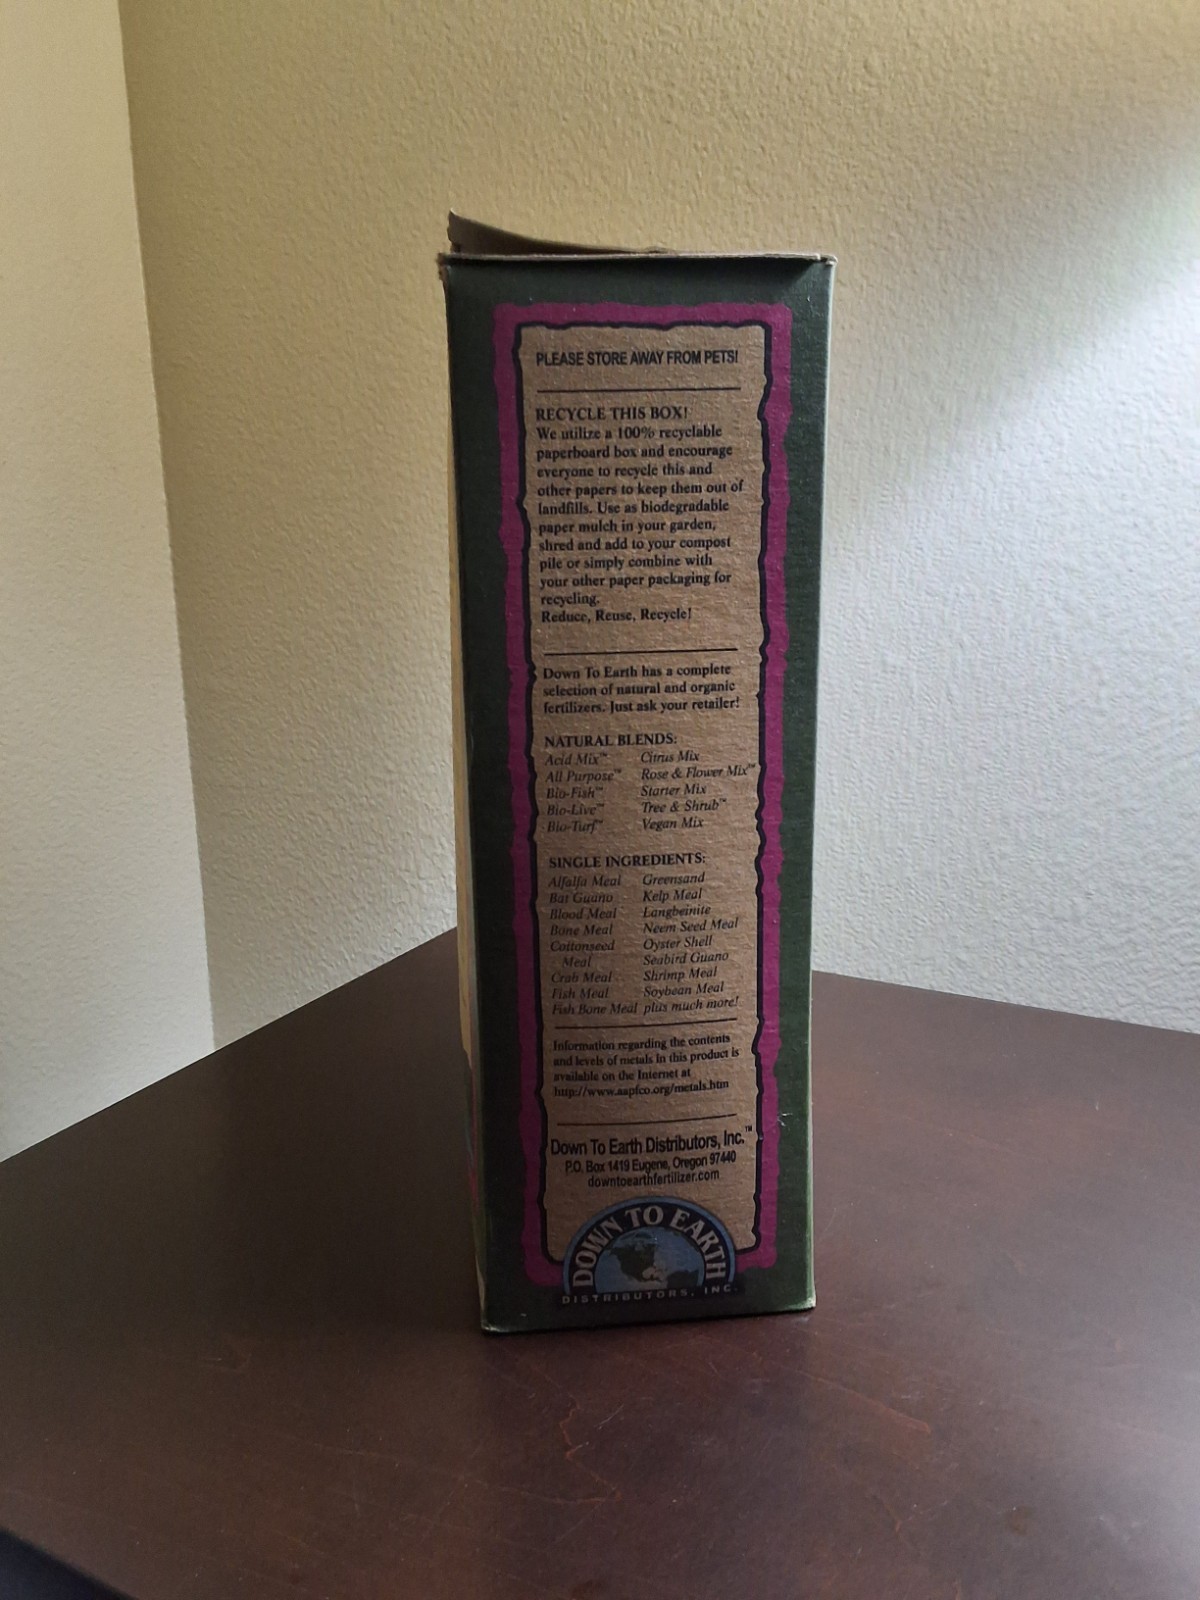 PLEASE STORE AWAY FROM PETS!
RECYCLE THIS BOX!
We utilize a 100% recyclable
paperboard box and encourage
everyone to recycle this and
other papers to keep them out of
landfills. Use as biodegradable
paper mulch in your garden,
shred and add to your compost
pile or simply combine with
your other paper packaging for
recycling.
Reduce, Reuse, Recycle!
Down To Earth has a complete
selection of natural and organic
fertilizers. Just ask your retailer!
NATURAL BLENDS:
Acid Mix™ Citrus Mix
All Purpose™ Rose & Flower Mix™
Bio-Fish™ Starter Mix
Bio-Live™ Tree & Shrub™
Bio-Turf™ Vegan Mix
SINGLE INGREDIENTS:
Alfalfa Meal Greensand
Bat Guano Kelp Meal
Blood Meal Langbeinite
Bone Meal Neem Seed Meal
Cottonseed Oyster Shell
Meal Seabird Guano
Crab Meal Shrimp Meal
Fish Meal Soybean Meal
Fish Bone Meal plus much more!
Information regarding the contents
and levels of metals in this product is
available on the Internet at
http://www.aapfco.org/metals.htm
Down To Earth Distributors, Inc.™
P.O. Box 1419 Eugene, Oregon 97440
downtoearthfertilizer.com
DOWN TO EARTH
DISTRIBUTORS, INC.